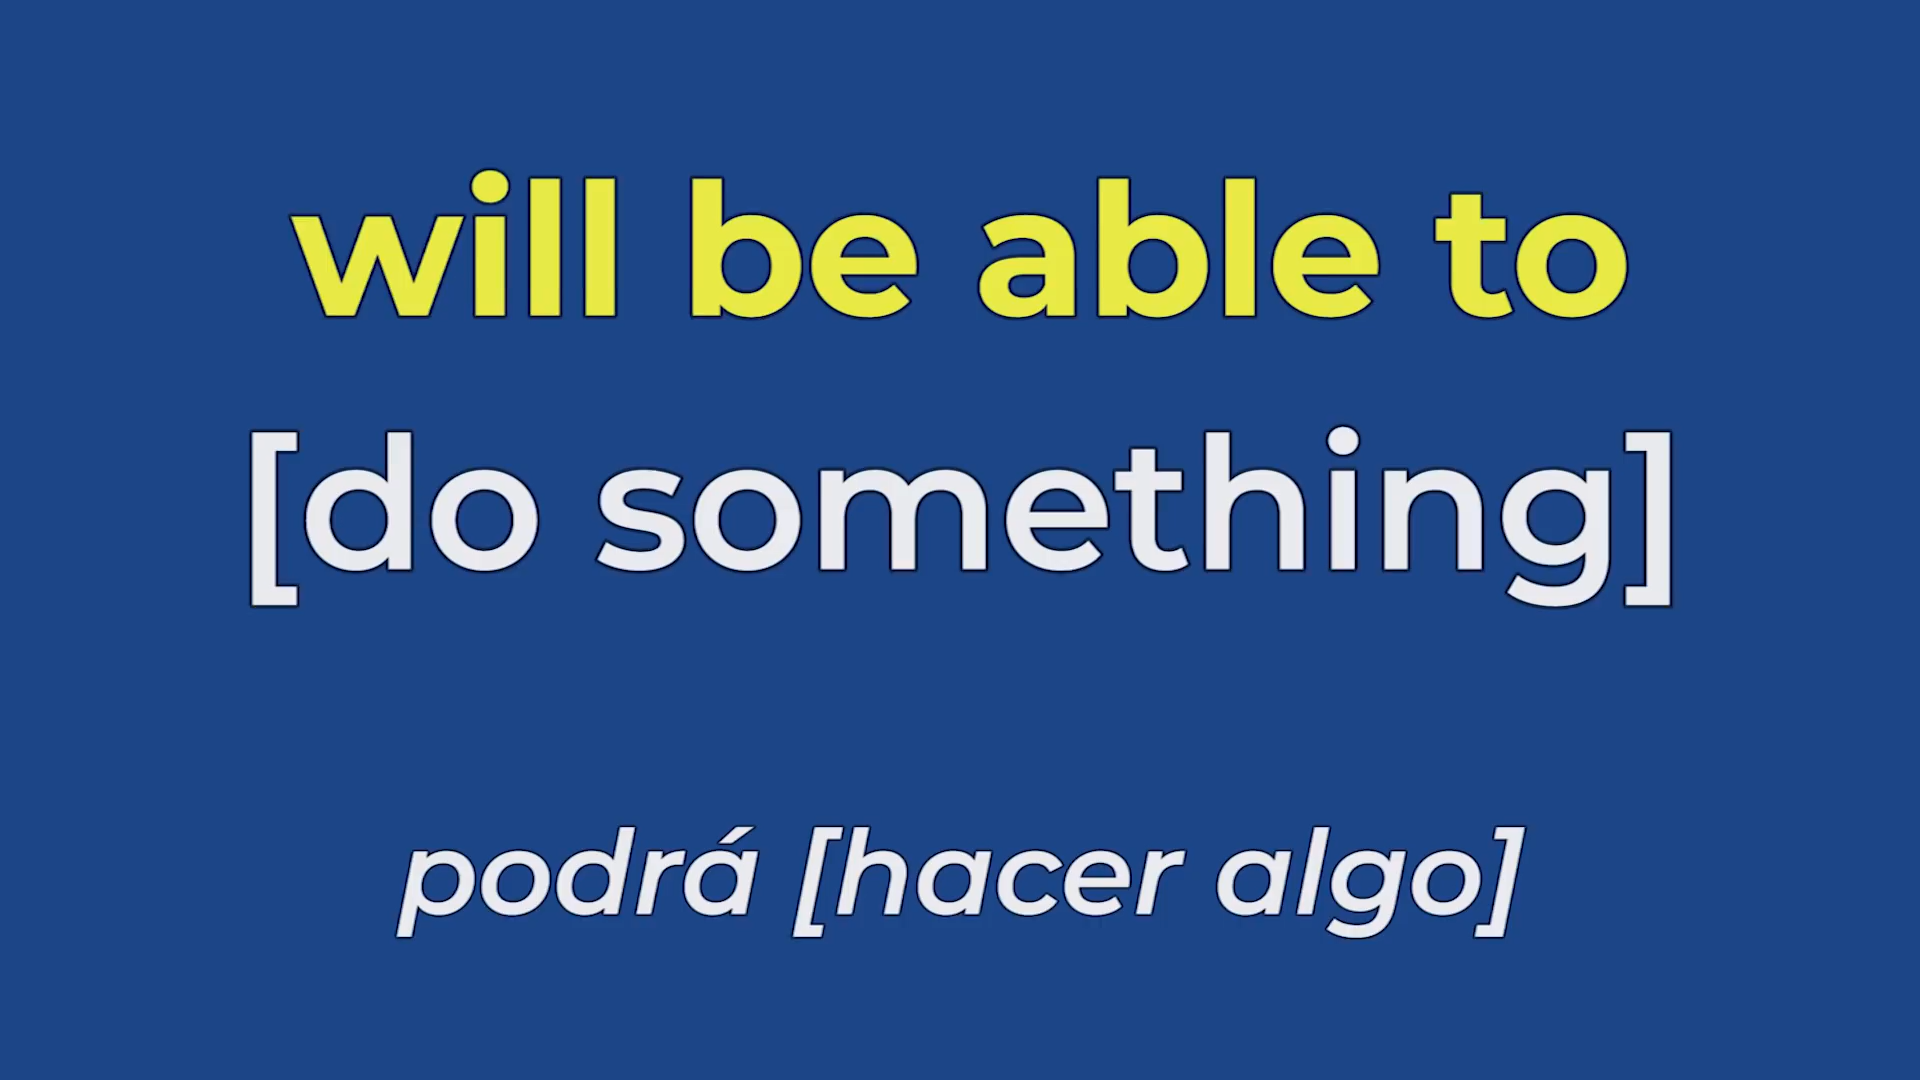 will be able to
[do something]
podrá [hacer algo]